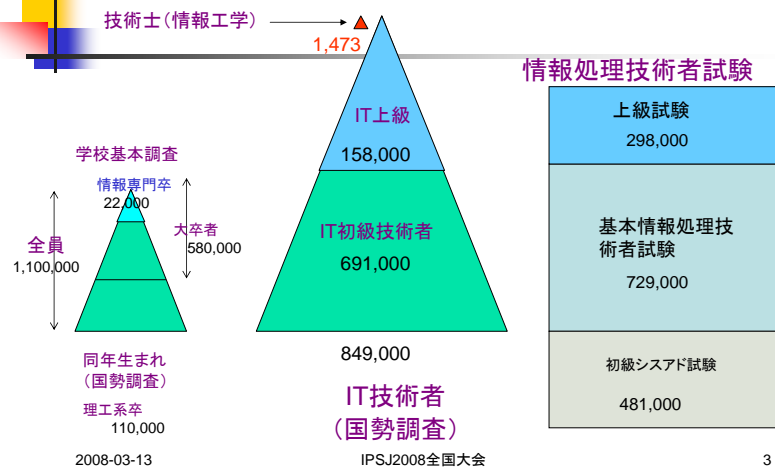 技術士（情報工学）
1,473
情報処理技術者試験
IT上級
158,000
上級試験
298,000
学校基本調査
情報専門卒
22,000
大卒者
580,000
全員
1,100,000
IT初級技術者
691,000
基本情報処理技
術者試験
729,000
849,000
同年生まれ
（国勢調査）
理工系卒
110,000
IT技術者
（国勢調査）
初級シスアド試験
481,000
2008-03-13
IPSJ2008全国大会
3